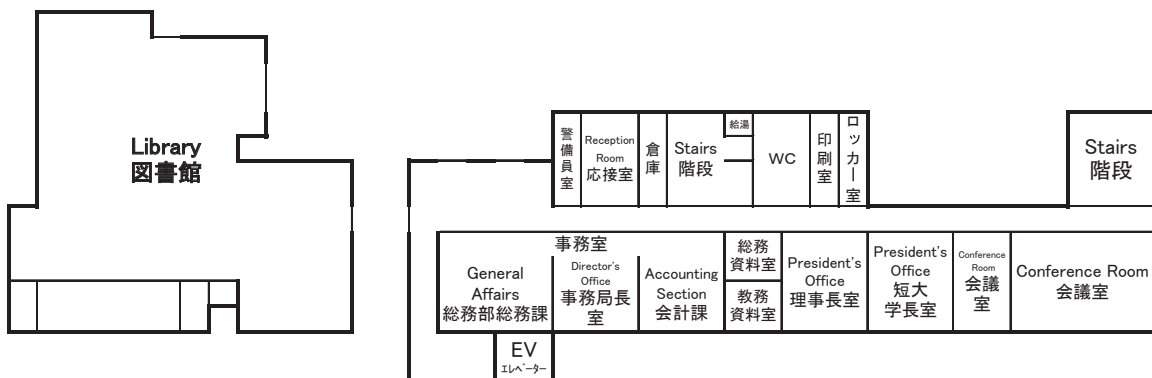 Library
図書館
警備員室
Reception
Room
応接室
倉庫
Stairs
階段
給湯
WC
印刷室
ロッカー室
Stairs
階段
事務室
General
Affairs
総務部総務課
Director's
Office
事務局長
室
Accounting
Section
会計課
総務
資料室
教務
資料室
President's
Office
理事長室
President's
Office
短大
学長室
Conference
Room
会議
室
Conference Room
会議室
EV
エレベーター